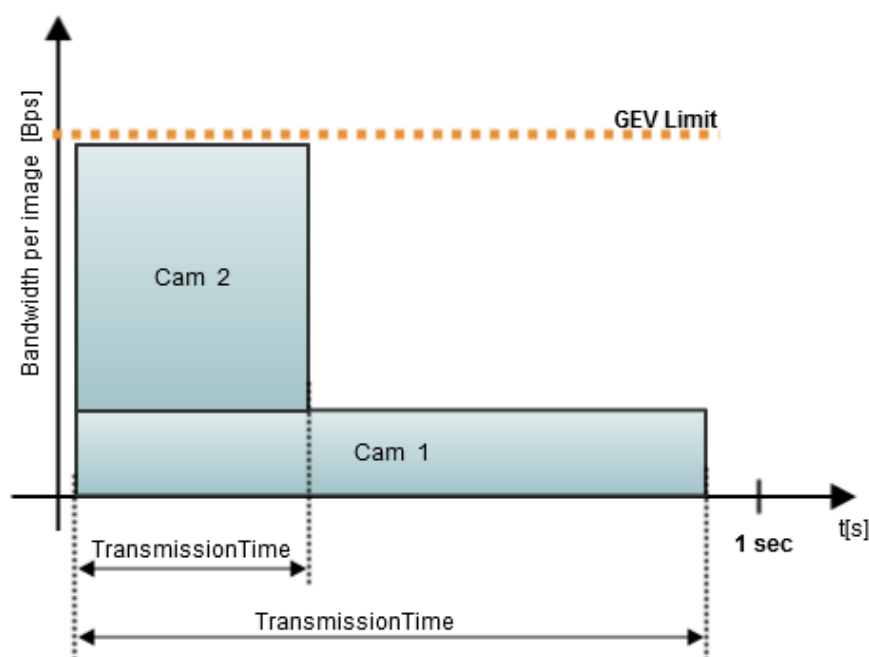 Bandwidth per image [Bps]
GEV Limit
Cam 2
Cam 1
t[s]
1 sec
TransmissionTime
TransmissionTime